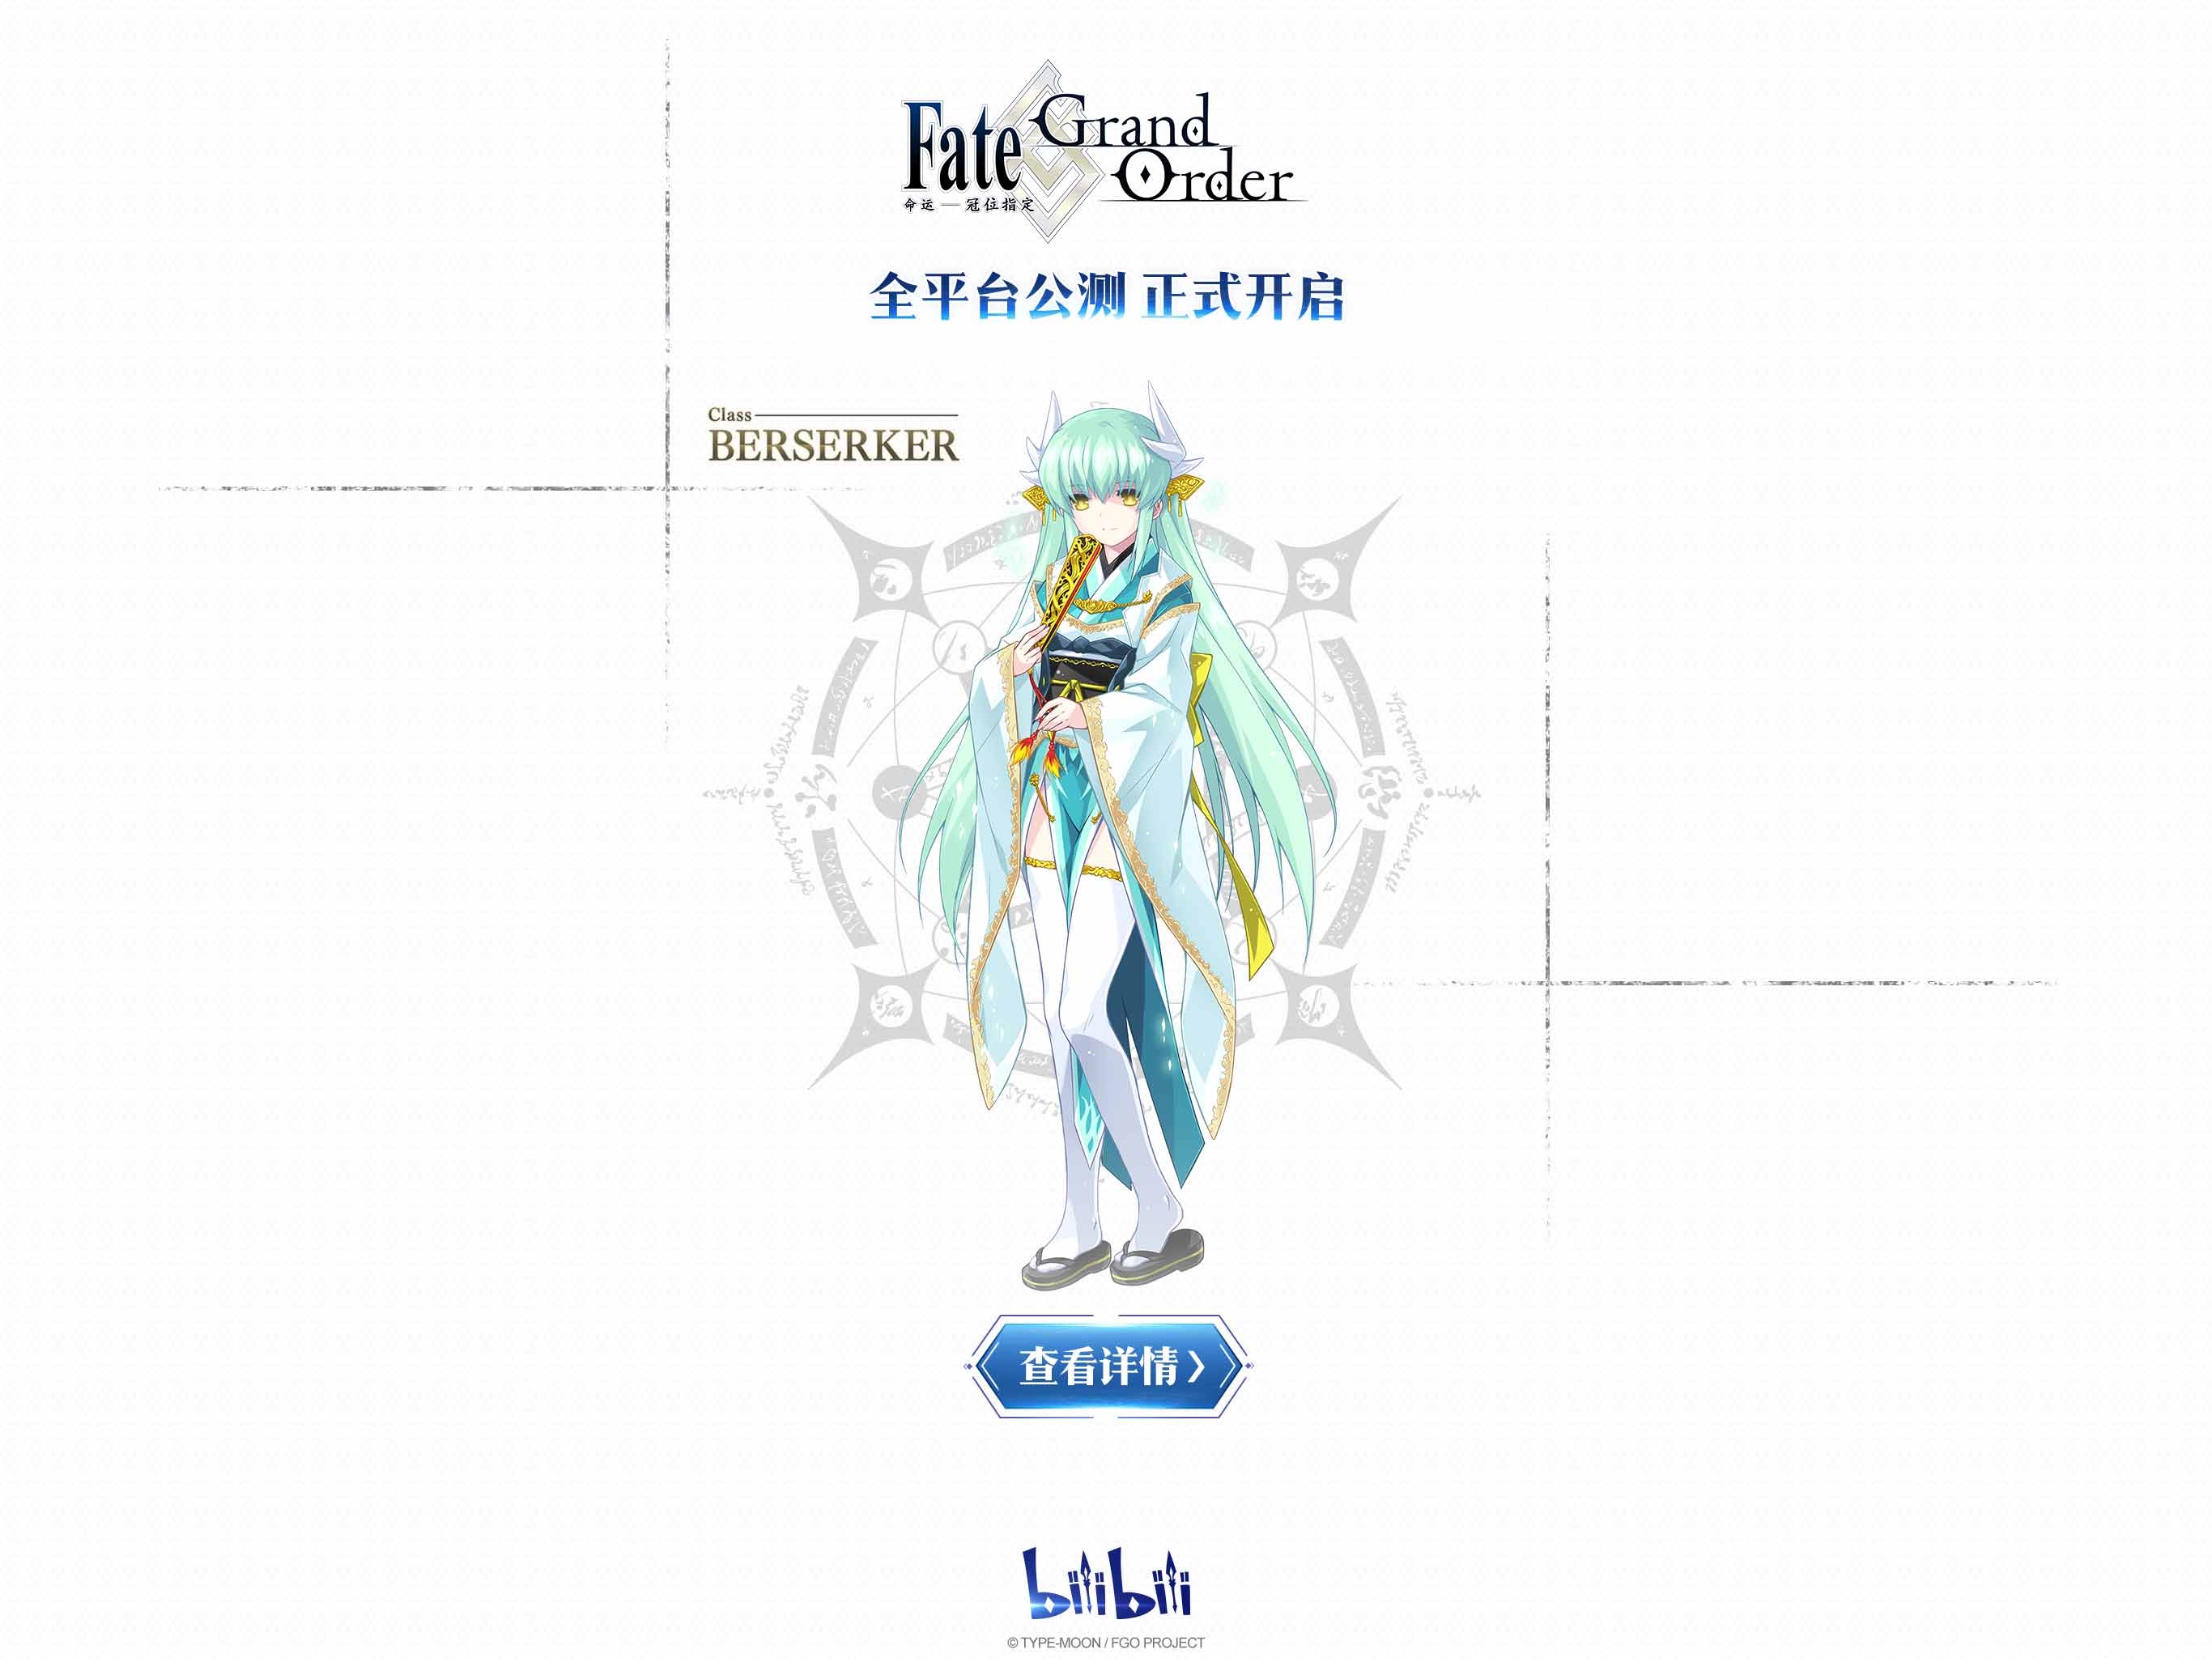 Fate Grand
Order
命运—冠位指定
全平台公测 正式开启
Class
BERSERKER
查看详情 >
bilibili
© TYPE-MOON / FGO PROJECT